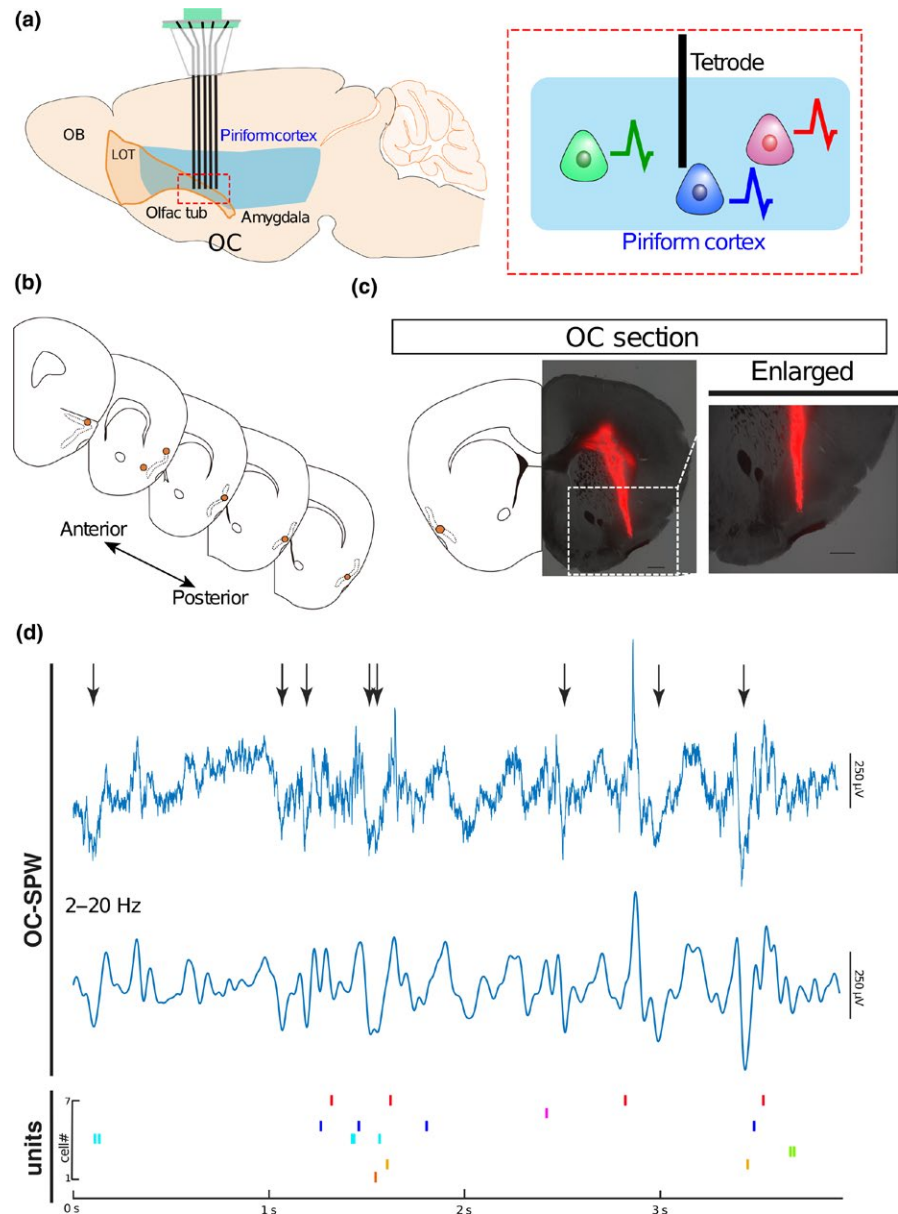 (a)
OB
LOT
Piriformcortex
Olfac tub
Amygdala
OC
Tetrode
Piriform cortex
(b)
Anterior
Posterior
(c)
OC section
Enlarged
(d)
OC-SPW
250 µV
2–20 Hz
250 µV
units
cell#
7
1
0 s
1 s
2 s
3 s